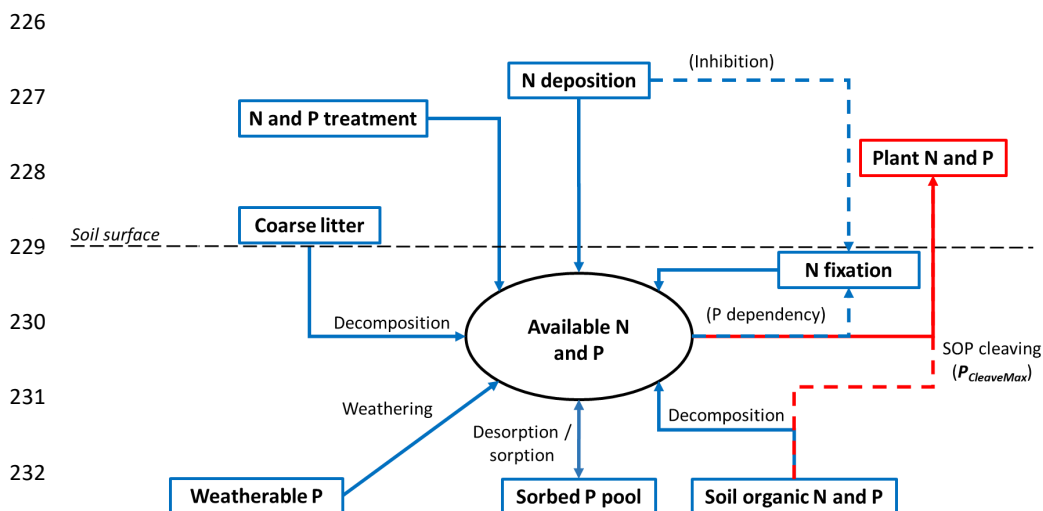 226
(Inhibition)
N deposition
227
N and P treatment
Plant N and P
228
Coarse litter
Soil surface
229
N fixation
(P dependency)
230
Decomposition
Available N
and P
SOP cleaving
(P_CleaveMax)
231
Weathering
Decomposition
Desorption /
sorption
232
Weatherable P
Sorbed P pool
Soil organic N and P